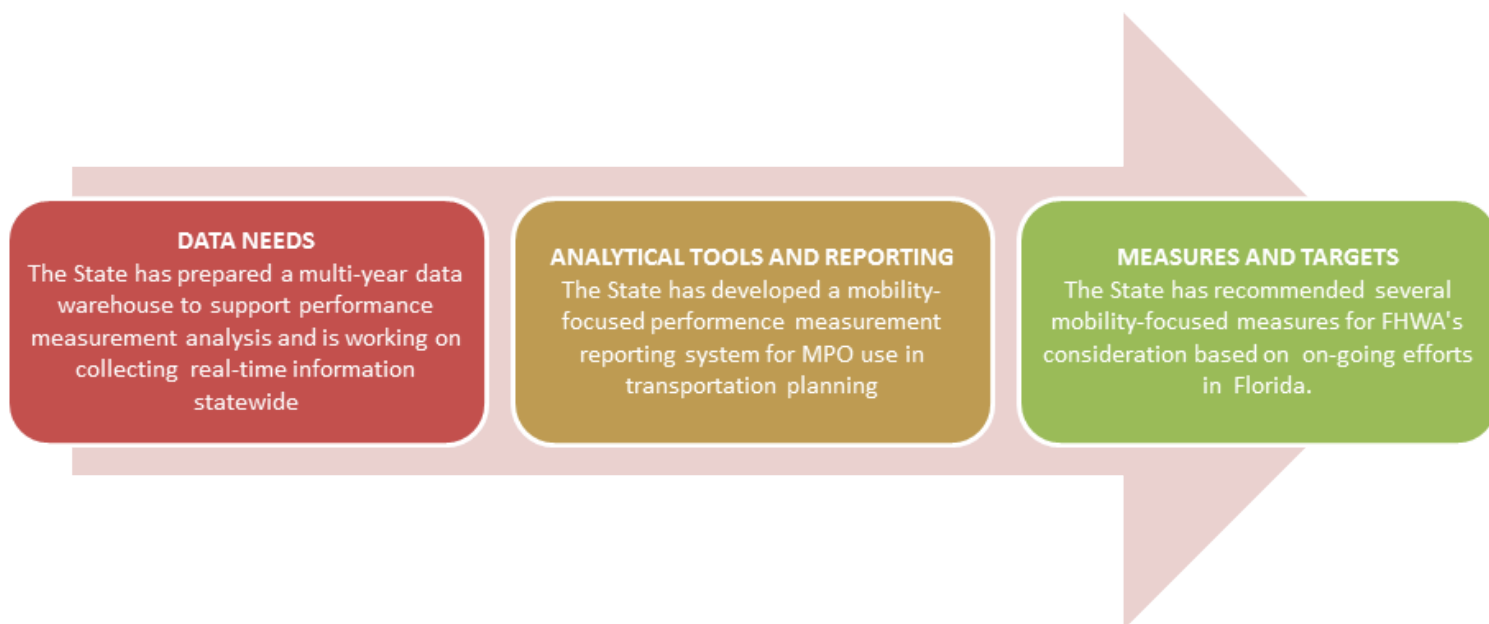 DATA NEEDS
The State has prepared a multi-year data
warehouse to support performance
measurement analysis and is working on
collecting real-time information
statewide
ANALYTICAL TOOLS AND REPORTING
The State has developed a mobility-
focused performence measurement
reporting system for MPO use in
transportation planning
MEASURES AND TARGETS
The State has recommended several
mobility-focused measures for FHWA's
consideration based on on-going efforts
in Florida.